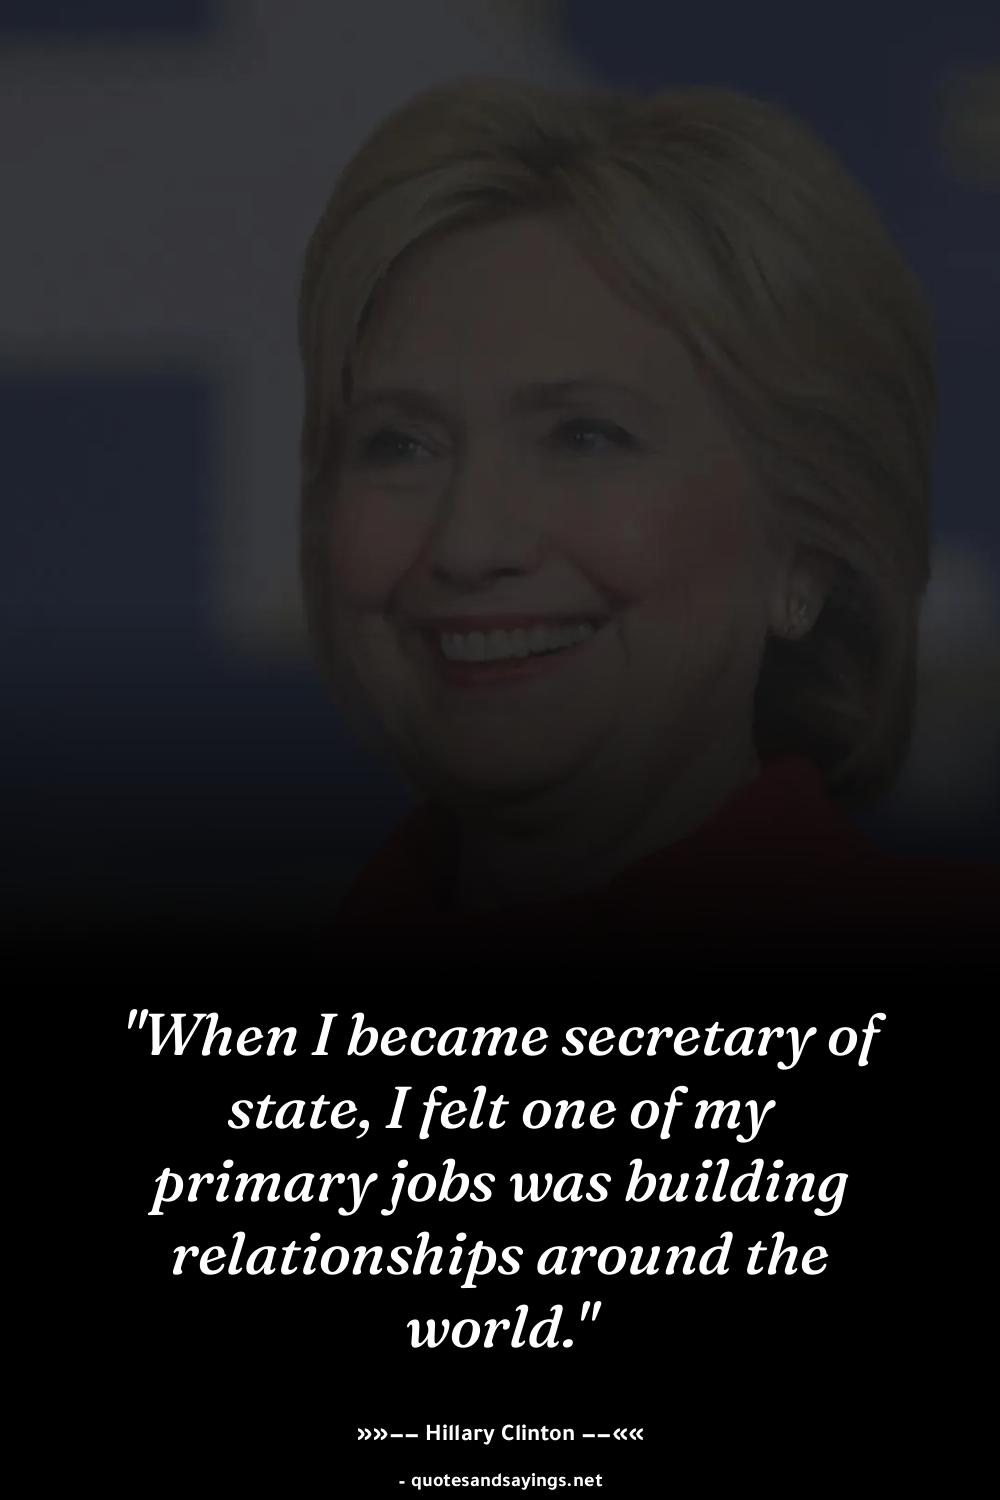 "When I became secretary of
state, I felt one of my
primary jobs was building
relationships around the
world."
»»–– Hillary Clinton ––««
- quotesandsayings.net